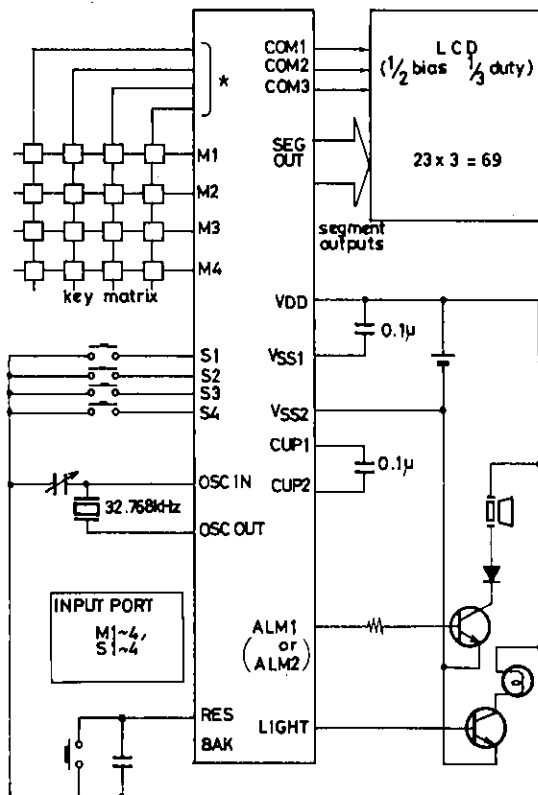 COM1
COM2
COM3
LCD
(1/2 bias 1/3 duty)
*
SEG
OUT
23 x 3 = 69
M1
M2
M3
M4
segment
outputs
key matrix
VDD
0.1μ
VSS1
S1
S2
S3
S4
VSS2
CUP1
0.1μ
CUP2
OSC IN
32.768kHz
OSC OUT
INPUT PORT
M1~4,
S1~4
ALM1
(or
ALM2)
RES
BAK
LIGHT